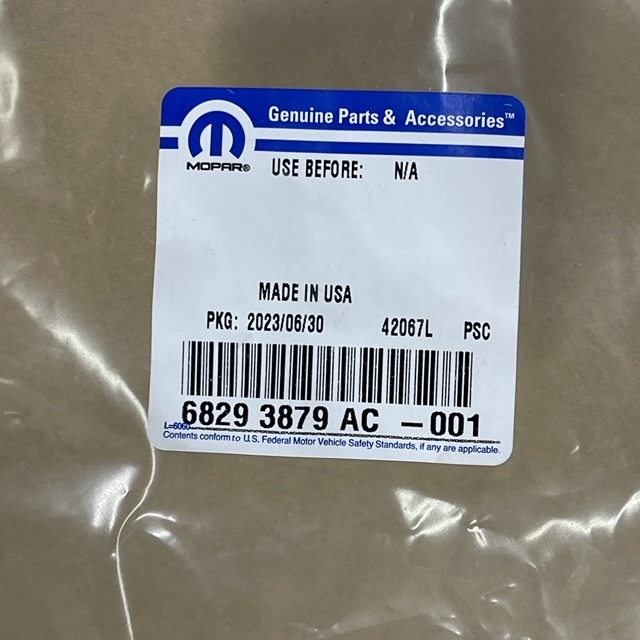 Genuine Parts & Accessories™
MOPAR®
USE BEFORE: N/A
MADE IN USA
PKG: 2023/06/30 42067L PSC
6829 3879 AC -001
L=6060
Contents conform to U.S. Federal Motor Vehicle Safety Standards, if any are applicable.